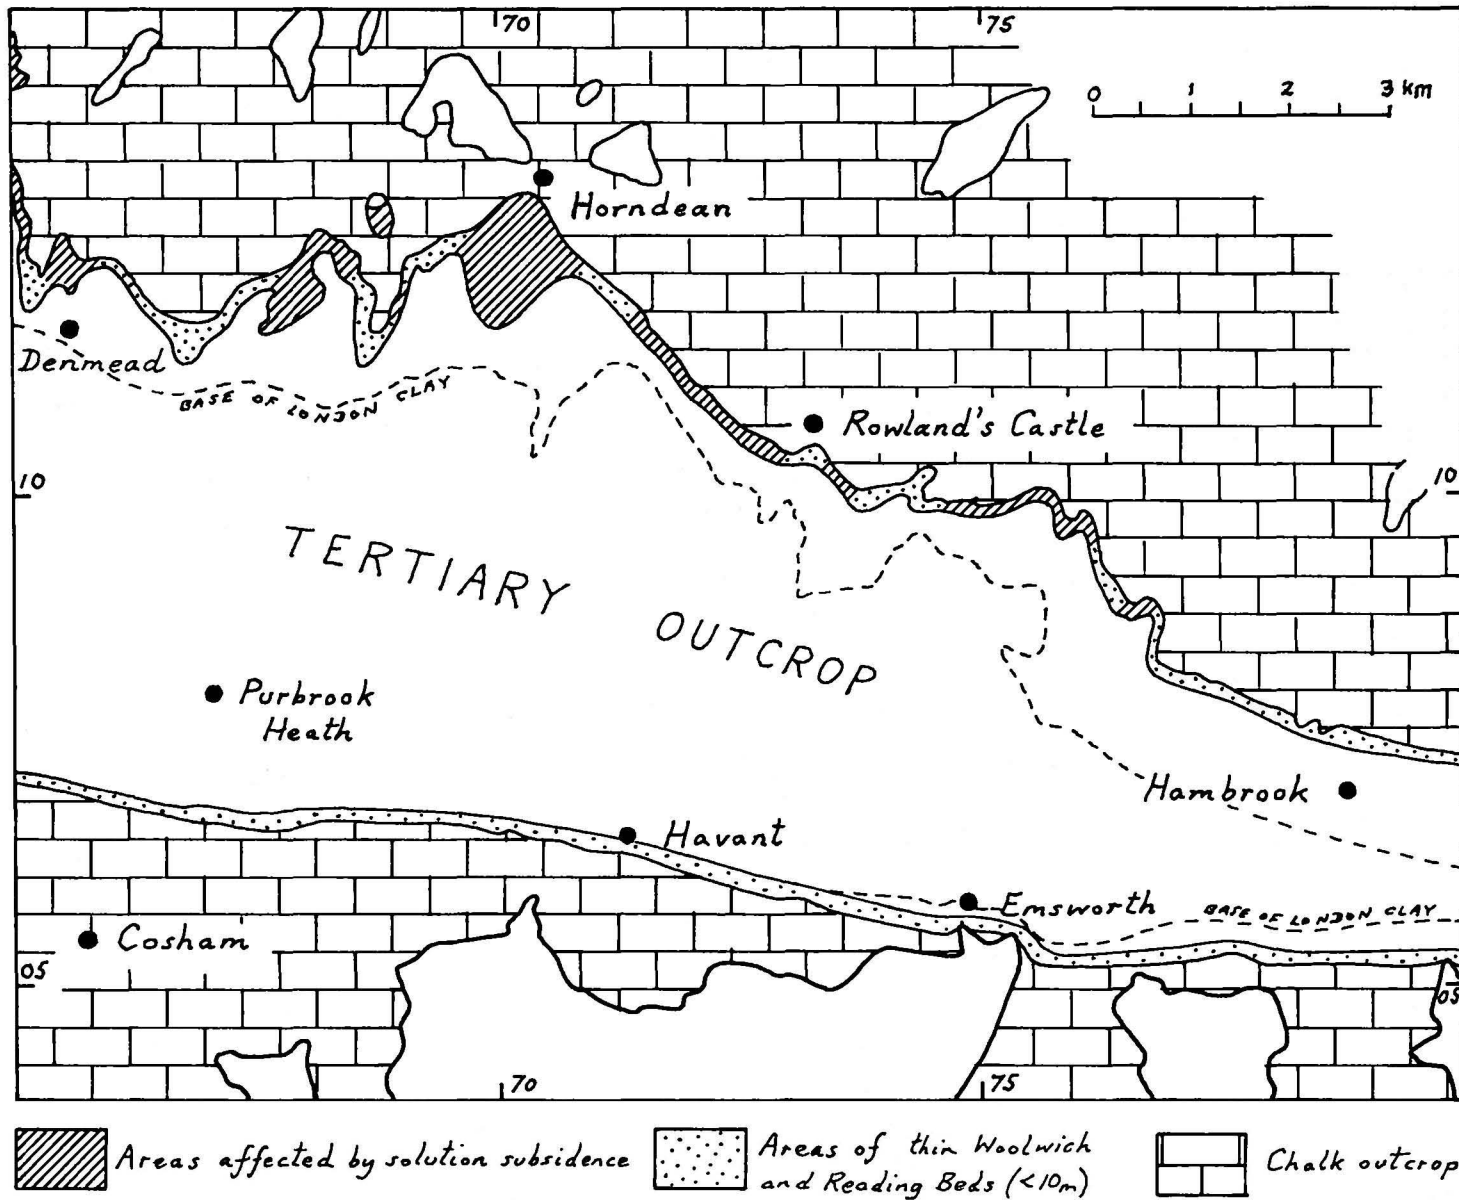 70
75
0 1 2 3 km
Horndean
Denmead
BASE OF LONDON CLAY
Rowland's Castle
10
10
TERTIARY OUTCROP
Purbrook
Heath
Hambrook
Havant
Emsworth
BASE OF LONDON CLAY
Cosham
05
05
70
75
Areas affected by solution subsidence
Areas of thin Woolwich
and Reading Beds (<10m)
Chalk outcrop